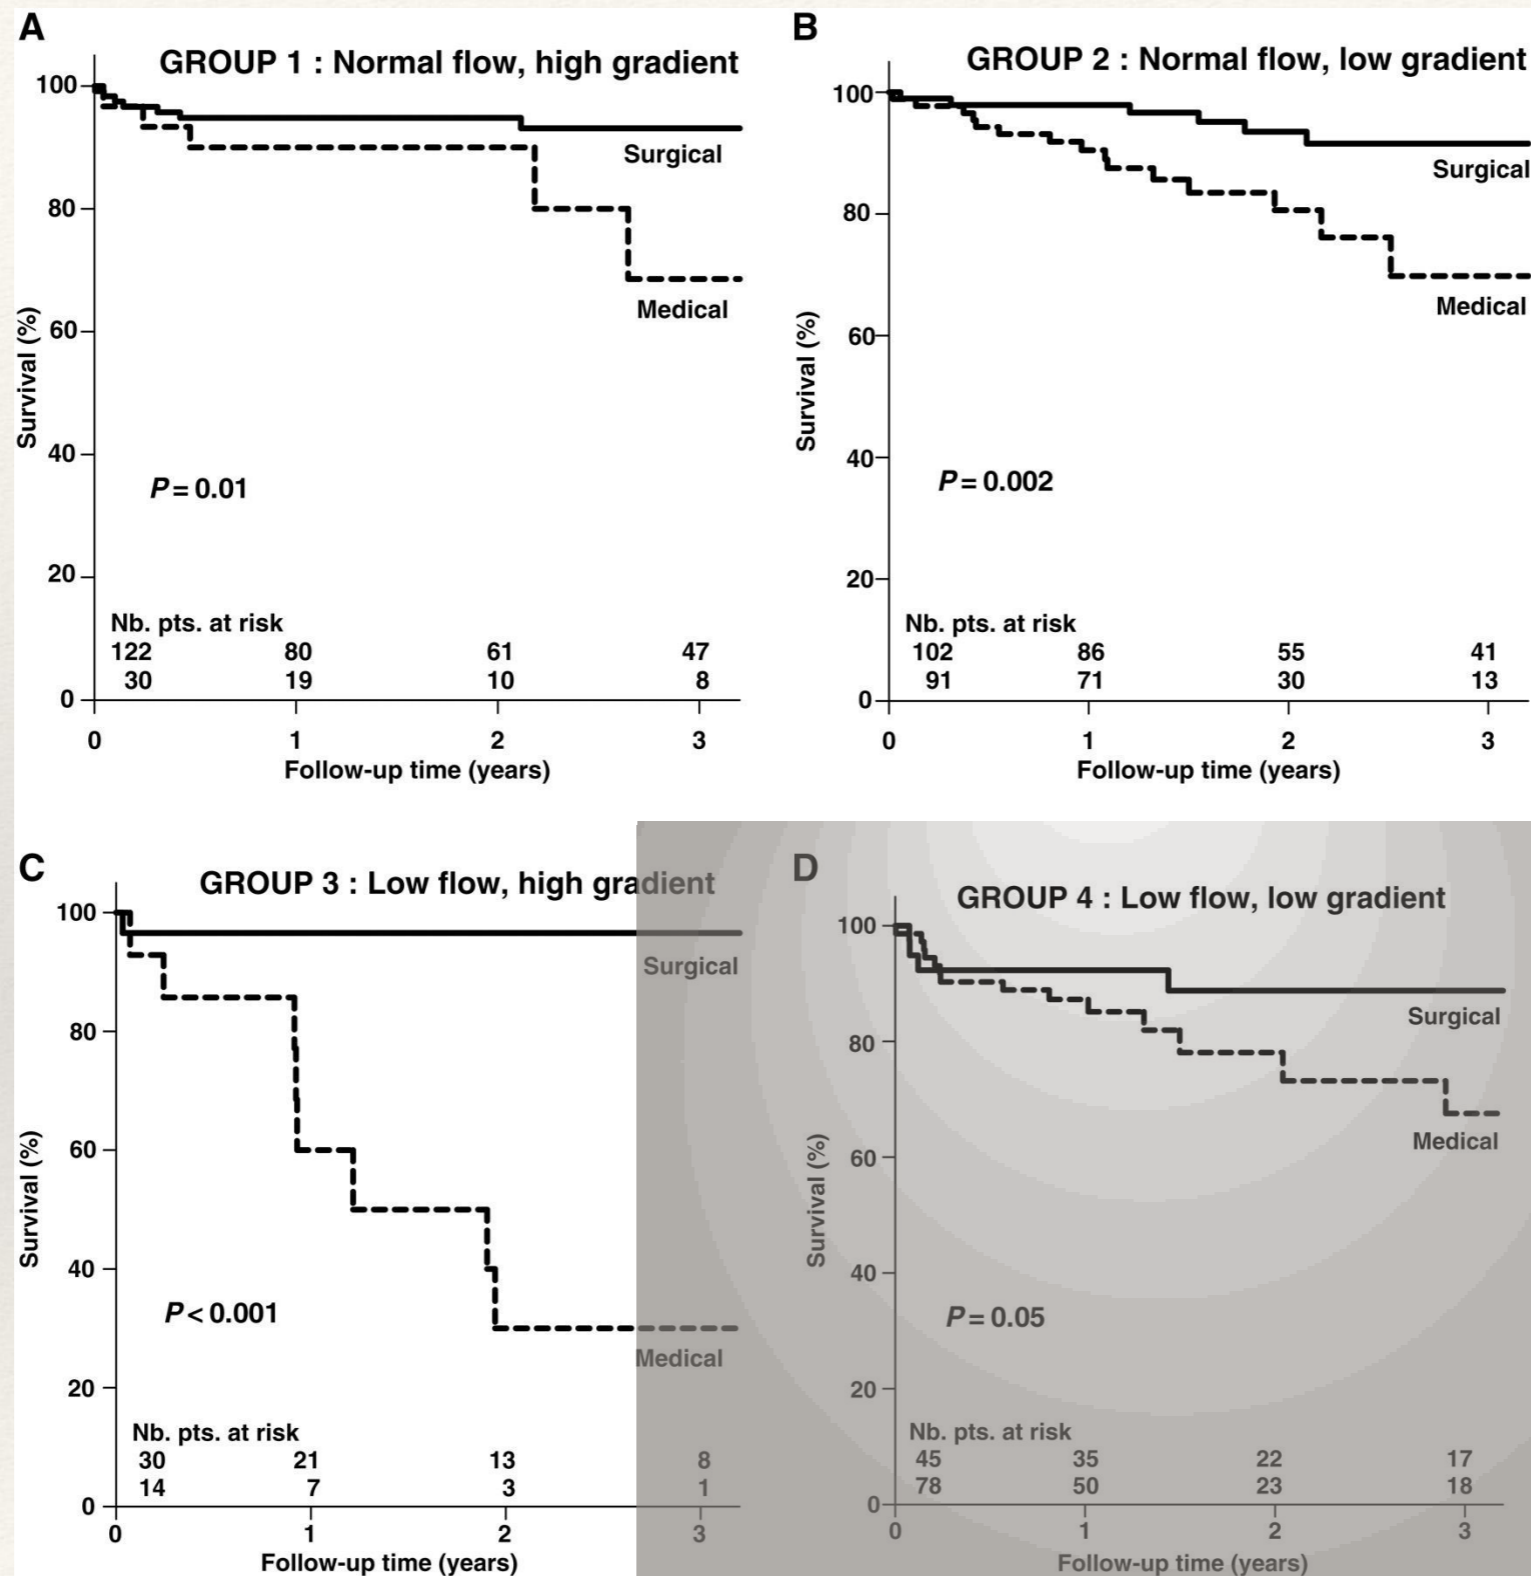 A
GROUP 1 : Normal flow, high gradient
100
80
60
40
20
0
Survival (%)
Surgical
Medical
P = 0.01
Nb. pts. at risk
122 80 61 47
30 19 10 8
0 1 2 3
Follow-up time (years)
B
GROUP 2 : Normal flow, low gradient
100
80
60
40
20
0
Survival (%)
Surgical
Medical
P = 0.002
Nb. pts. at risk
102 86 55 41
91 71 30 13
0 1 2 3
Follow-up time (years)
C
GROUP 3 : Low flow, high gradient
100
80
60
40
20
0
Survival (%)
Surgical
Medical
P < 0.001
Nb. pts. at risk
30 21 13 8
14 7 3 1
0 1 2 3
Follow-up time (years)
D
GROUP 4 : Low flow, low gradient
100
80
60
40
20
0
Survival (%)
Surgical
Medical
P = 0.05
Nb. pts. at risk
45 35 22 17
78 50 23 18
0 1 2 3
Follow-up time (years)